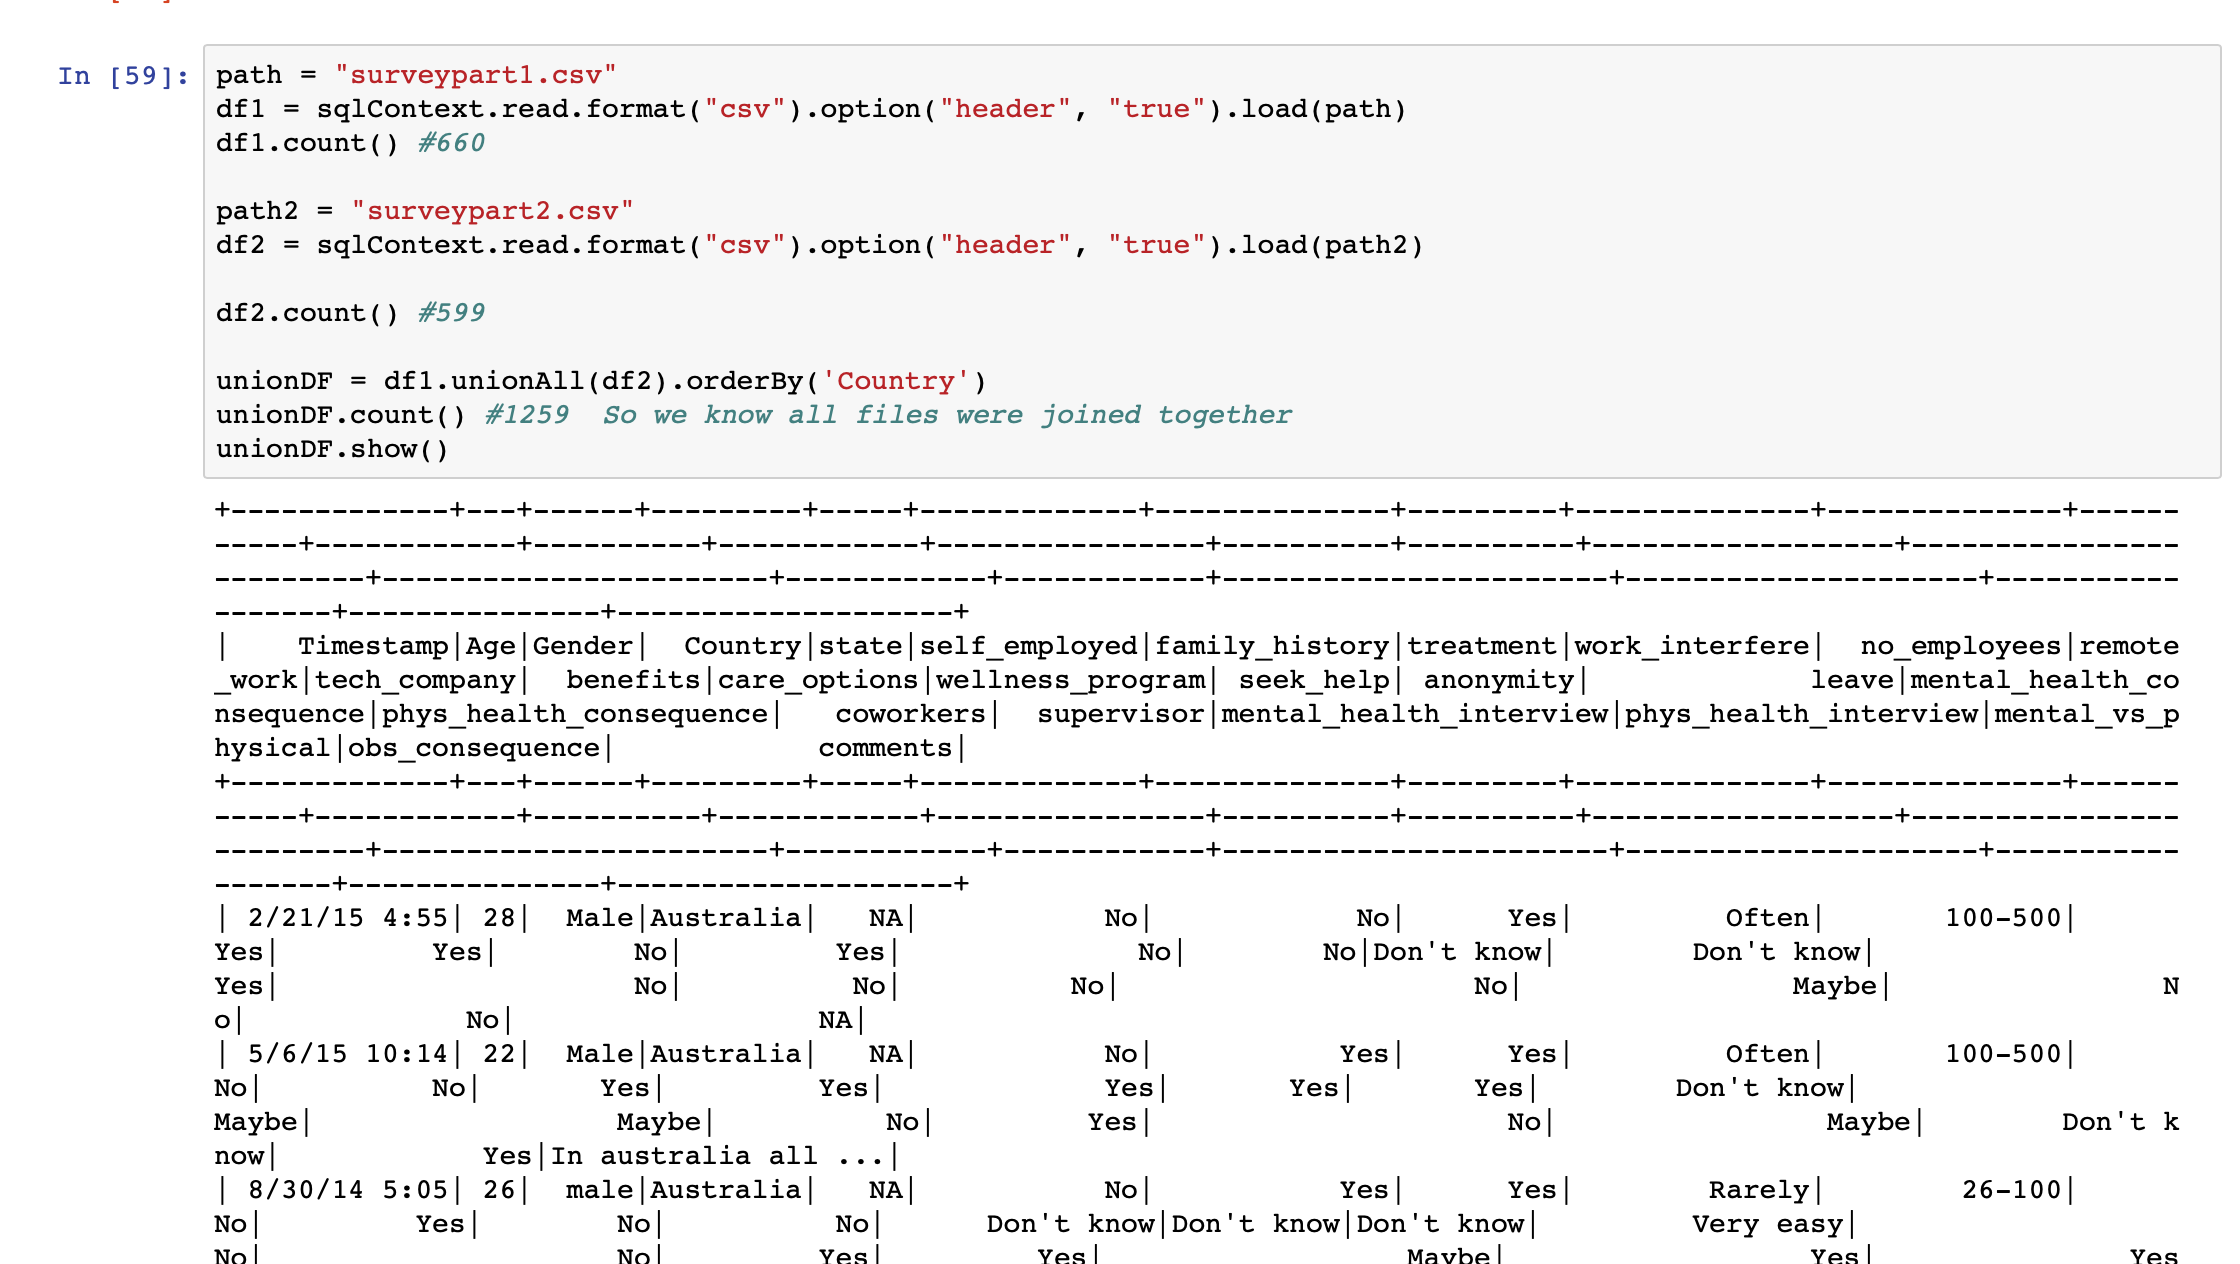 In [59]:
path = "surveypart1.csv"
df1 = sqlContext.read.format("csv").option("header", "true").load(path)
df1.count() #660
path2 = "surveypart2.csv"
df2 = sqlContext.read.format("csv").option("header", "true").load(path2)
df2.count() #599
unionDF = df1.unionAll(df2).orderBy('Country')
unionDF.count() #1259  So we know all files were joined together
unionDF.show()
+-------------+---+------+---------+-----+-------------+--------------+---------+--------------+--------------+------
-----+------------+----------+------------+----------------+----------+----------+------------------+----------------
---------+-----------------------+------------+------------+-----------------------+---------------------+-----------
-------+---------------+--------------------+
|    Timestamp|Age|Gender|  Country|state|self_employed|family_history|treatment|work_interfere|  no_employees|remote
_work|tech_company|  benefits|care_options|wellness_program| seek_help| anonymity|             leave|mental_health_co
nsequence|phys_health_consequence|   coworkers|  supervisor|mental_health_interview|phys_health_interview|mental_vs_p
hysical|obs_consequence|            comments|
+-------------+---+------+---------+-----+-------------+--------------+---------+--------------+--------------+------
-----+------------+----------+------------+----------------+----------+----------+------------------+----------------
---------+-----------------------+------------+------------+-----------------------+---------------------+-----------
-------+---------------+--------------------+
| 2/21/15 4:55| 28|  Male|Australia|   NA|           No|            No|      Yes|         Often|       100-500|
Yes|         Yes|        No|         Yes|              No|        No|Don't know|        Don't know|
Yes|                     No|          No|          No|                     No|                Maybe|                N
o|             No|                  NA|
| 5/6/15 10:14| 22|  Male|Australia|   NA|           No|           Yes|      Yes|         Often|       100-500|
No|          No|       Yes|         Yes|             Yes|       Yes|       Yes|        Don't know|
Maybe|                  Maybe|          No|         Yes|                     No|                Maybe|        Don't k
now|            Yes|In australia all ...|
| 8/30/14 5:05| 26|  male|Australia|   NA|           No|           Yes|      Yes|        Rarely|        26-100|
No|         Yes|        No|          No|      Don't know|Don't know|Don't know|         Very easy|
No|                     No|        Yes|         Yes|                  Maybe|                  Yes|               Yes